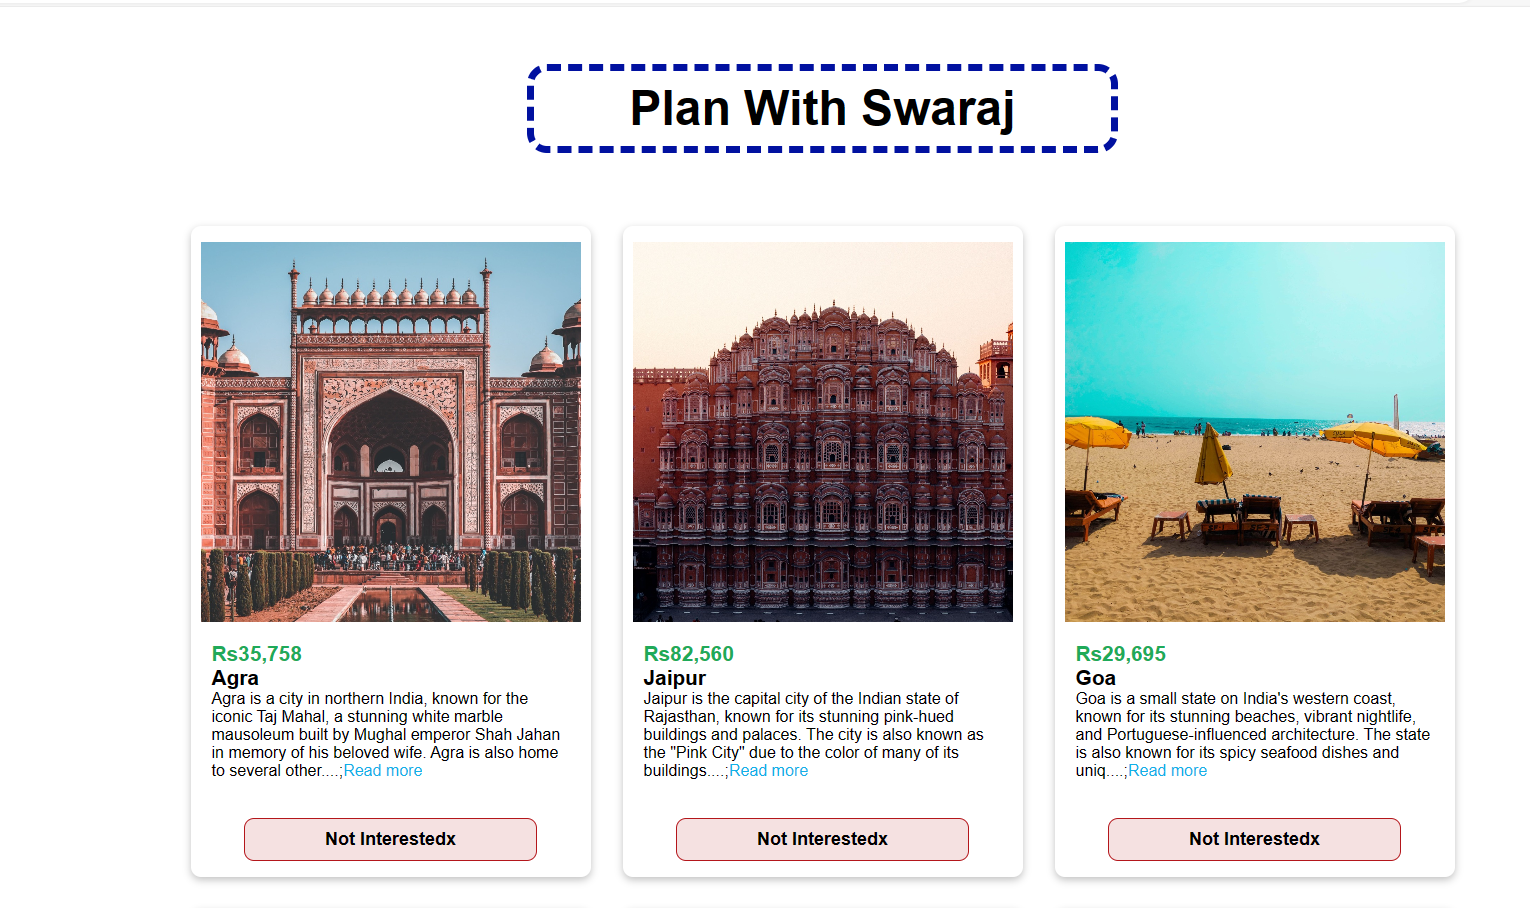 Plan With Swaraj
Rs35,758
Agra
Agra is a city in northern India, known for the
iconic Taj Mahal, a stunning white marble
mausoleum built by Mughal emperor Shah Jahan
in memory of his beloved wife. Agra is also home
to several other....;Read more
Not Interestedx
Rs82,560
Jaipur
Jaipur is the capital city of the Indian state of
Rajasthan, known for its stunning pink-hued
buildings and palaces. The city is also known as
the "Pink City" due to the color of many of its
buildings....;Read more
Not Interestedx
Rs29,695
Goa
Goa is a small state on India's western coast,
known for its stunning beaches, vibrant nightlife,
and Portuguese-influenced architecture. The state
is also known for its spicy seafood dishes and
uniq....;Read more
Not Interestedx